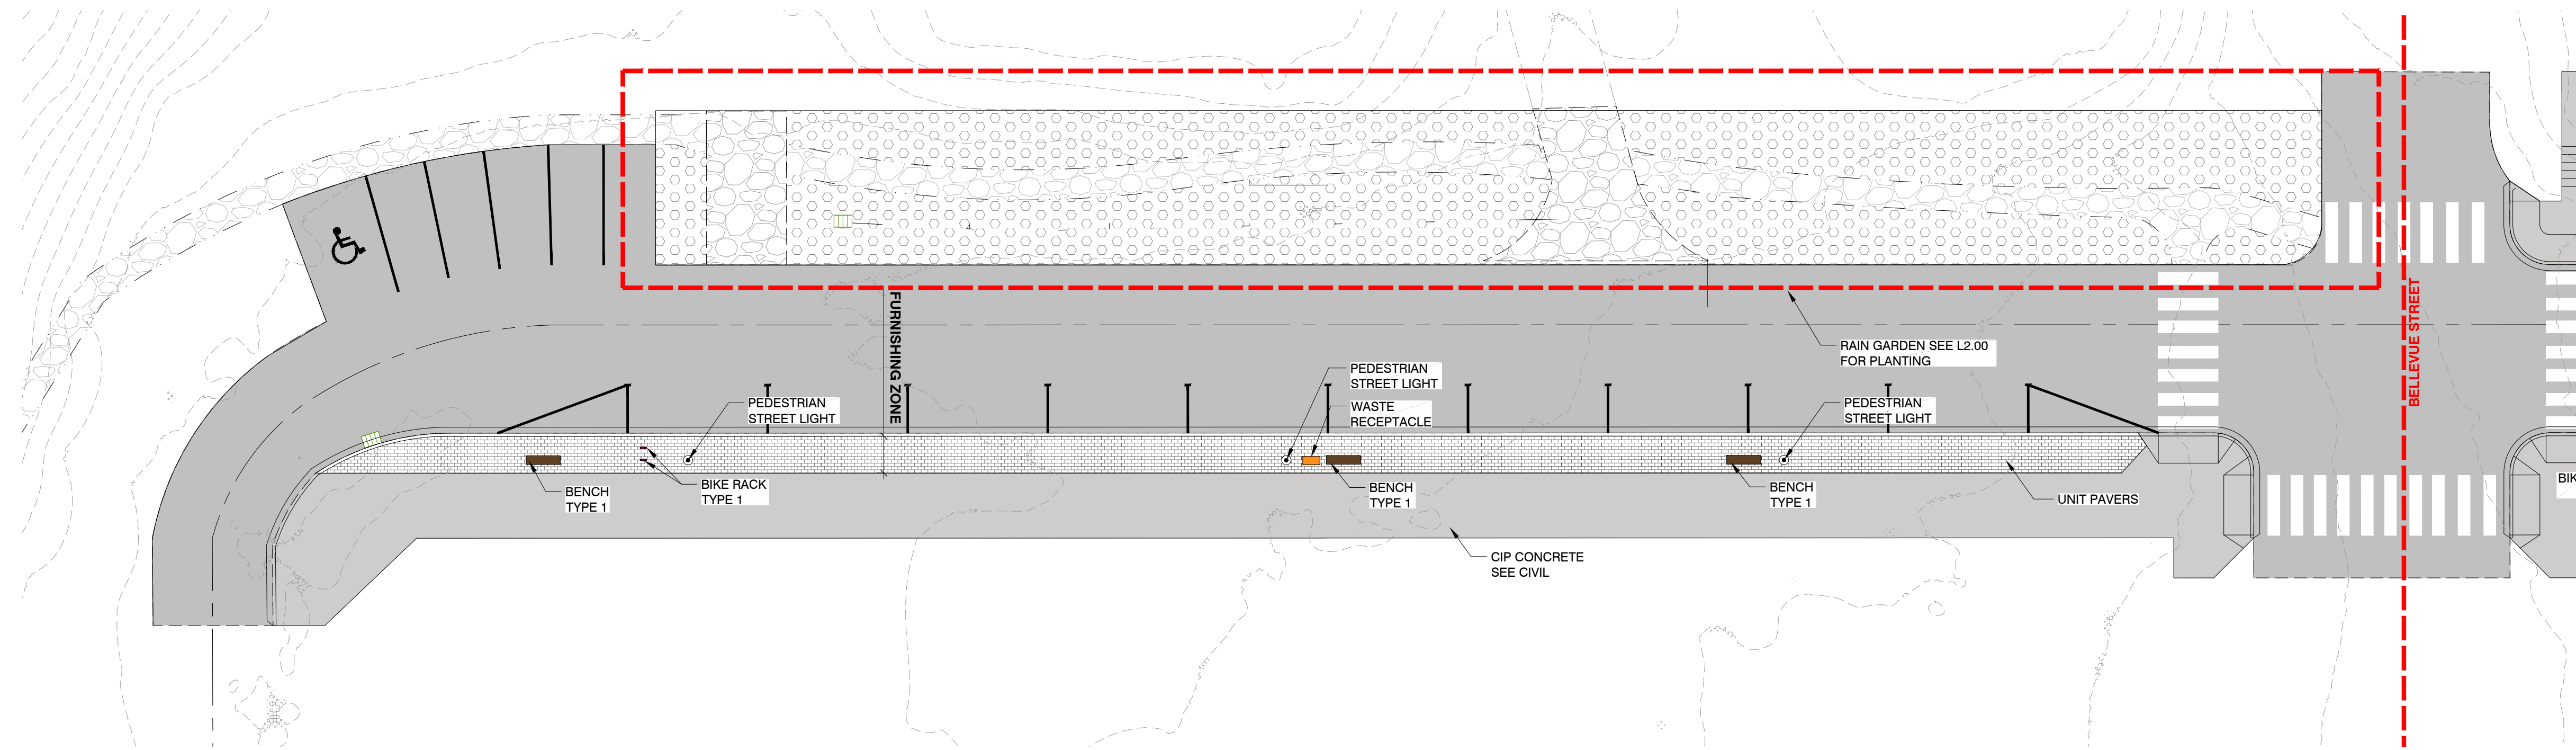 FURNISHING ZONE
BELLEVUE STREET
RAIN GARDEN SEE L2.00
FOR PLANTING
PEDESTRIAN
STREET LIGHT
PEDESTRIAN
STREET LIGHT
WASTE
RECEPTACLE
PEDESTRIAN
STREET LIGHT
BENCH
TYPE 1
BIKE RACK
TYPE 1
BENCH
TYPE 1
BENCH
TYPE 1
UNIT PAVERS
CIP CONCRETE
SEE CIVIL